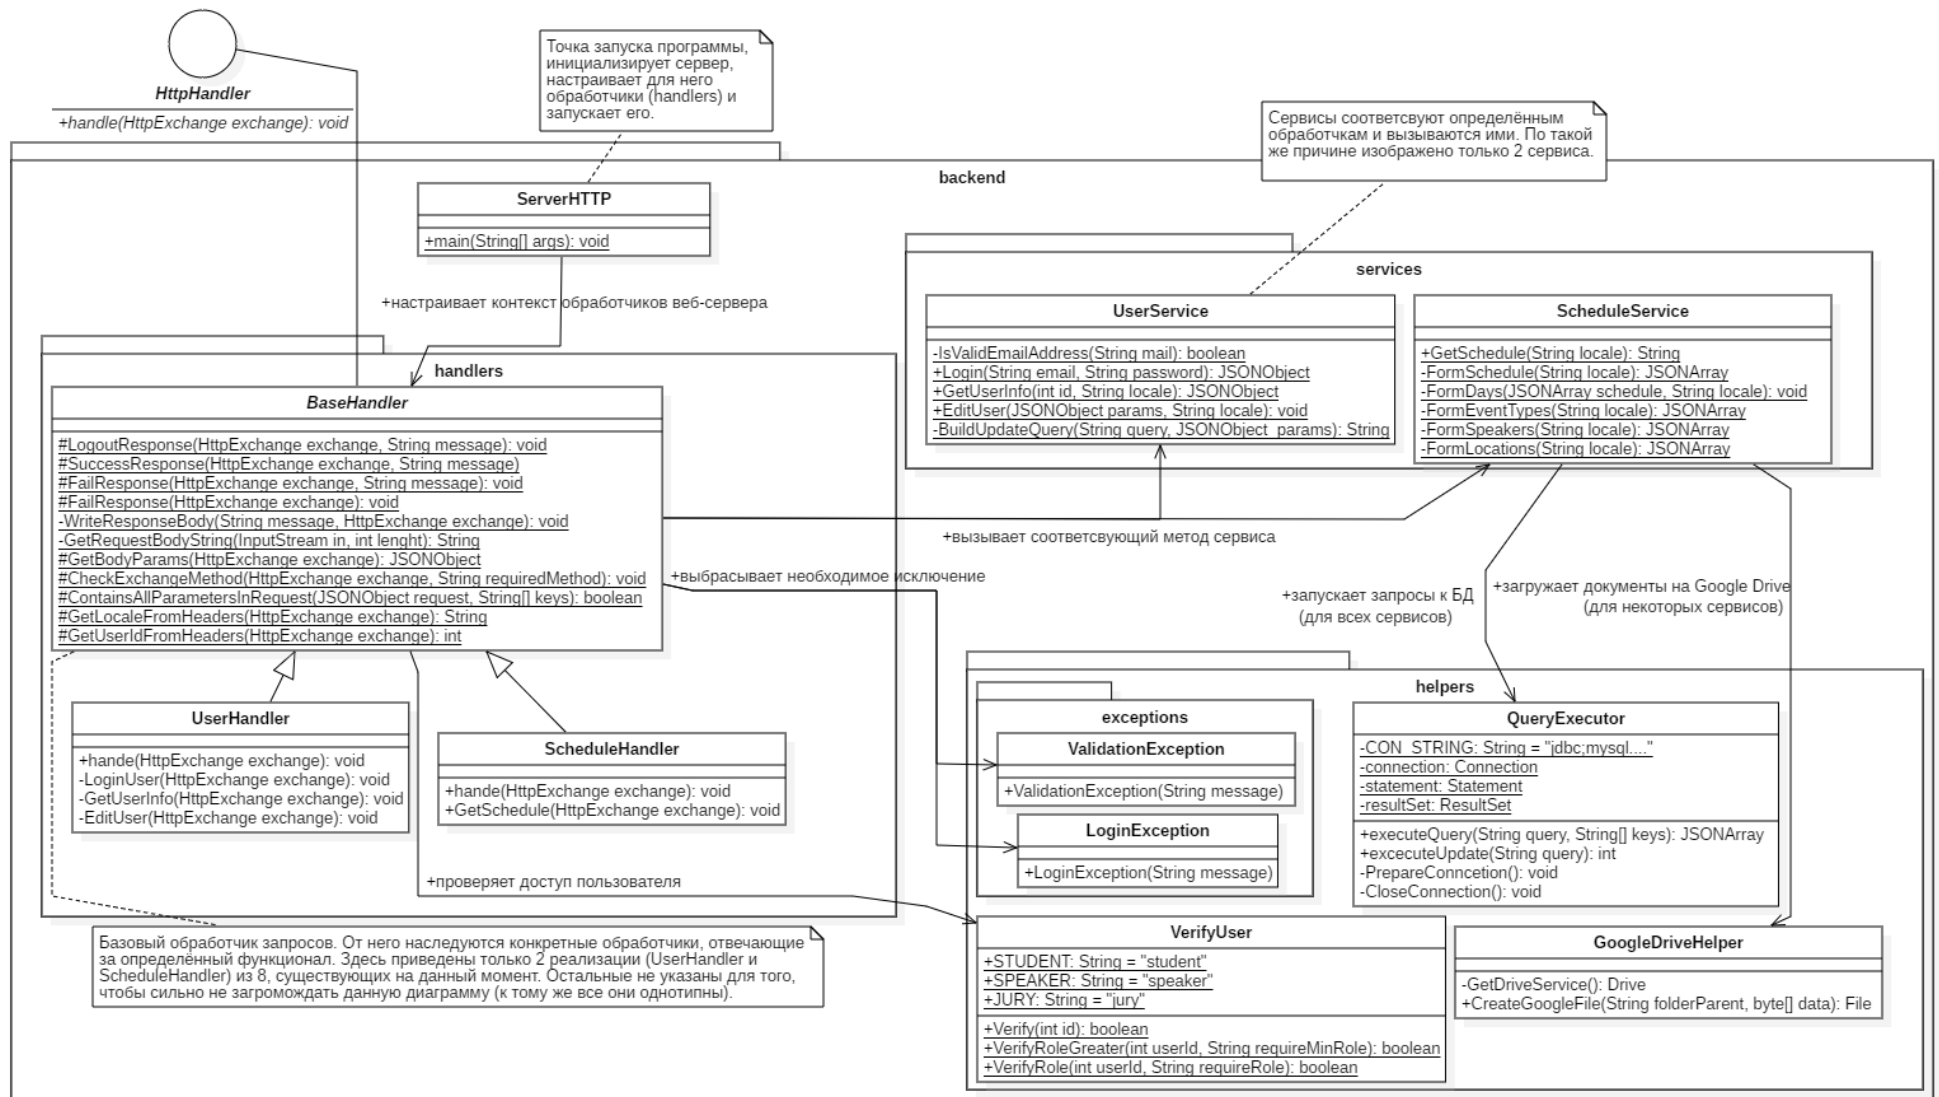 HttpHandler
+handle(HttpExchange exchange): void
Точка запуска программы,
инициализирует сервер,
настраивает для него
обработчики (handlers) и
запускает его.
Сервисы соответсвуют определённым
обработчкам и вызываются ими. По такой
же причине изображено только 2 сервиса.
backend
ServerHTTP
+main(String[] args): void
+настраивает контекст обработчиков веб-сервера
services
UserService
-IsValidEmailAddress(String mail): boolean
+Login(String email, String password): JSONObject
+GetUserInfo(int id, String locale): JSONObject
+EditUser(JSONObject params, String locale): void
-BuildUpdateQuery(String query, JSONObject params): String
ScheduleService
+GetSchedule(String locale): String
-FormSchedule(String locale): JSONArray
-FormDays(JSONArray schedule, String locale): void
-FormEventTypes(String locale): JSONArray
-FormSpeakers(String locale): JSONArray
-FormLocations(String locale): JSONArray
handlers
BaseHandler
#LogoutResponse(HttpExchange exchange, String message): void
#SuccessResponse(HttpExchange exchange, String message)
#FailResponse(HttpExchange exchange, String message): void
#FailResponse(HttpExchange exchange): void
-WriteResponseBody(String message, HttpExchange exchange): void
-GetRequestBodyString(InputStream in, int lenght): String
#GetBodyParams(HttpExchange exchange): JSONObject
#CheckExchangeMethod(HttpExchange exchange, String requiredMethod): void
#ContainsAllParametersInRequest(JSONObject request, String[] keys): boolean
#GetLocaleFromHeaders(HttpExchange exchange): String
#GetUserIdFromHeaders(HttpExchange exchange): int
+вызывает соответсвующий метод сервиса
+выбрасывает необходимое исключение
+запускает запросы к БД
(для всех сервисов)
+загружает документы на Google Drive
(для некоторых сервисов)
UserHandler
+hande(HttpExchange exchange): void
-LoginUser(HttpExchange exchange): void
-GetUserInfo(HttpExchange exchange): void
-EditUser(HttpExchange exchange): void
ScheduleHandler
+hande(HttpExchange exchange): void
+GetSchedule(HttpExchange exchange): void
+проверяет доступ пользователя
helpers
exceptions
ValidationException
+ValidationException(String message)
LoginException
+LoginException(String message)
QueryExecutor
-CON_STRING: String = "jdbc;mysql...."
-connection: Connection
-statement: Statement
-resultSet: ResultSet
+executeQuery(String query, String[] keys): JSONArray
+excecuteUpdate(String query): int
-PrepareConncetion(): void
-CloseConnection(): void
VerifyUser
+STUDENT: String = "student"
+SPEAKER: String = "speaker"
+JURY: String = "jury"
+Verify(int id): boolean
+VerifyRoleGreater(int userId, String requireMinRole): boolean
+VerifyRole(int userId, String requireRole): boolean
GoogleDriveHelper
-GetDriveService(): Drive
+CreateGoogleFile(String folderParent, byte[] data): File
Базовый обработчик запросов. От него наследуются конкретные обработчики, отвечающие
за определённый функционал. Здесь приведены только 2 реализации (UserHandler и
ScheduleHandler) из 8, существующих на данный момент. Остальные не указаны для того,
чтобы сильно не загромождать данную диаграмму (к тому же все они однотипны).